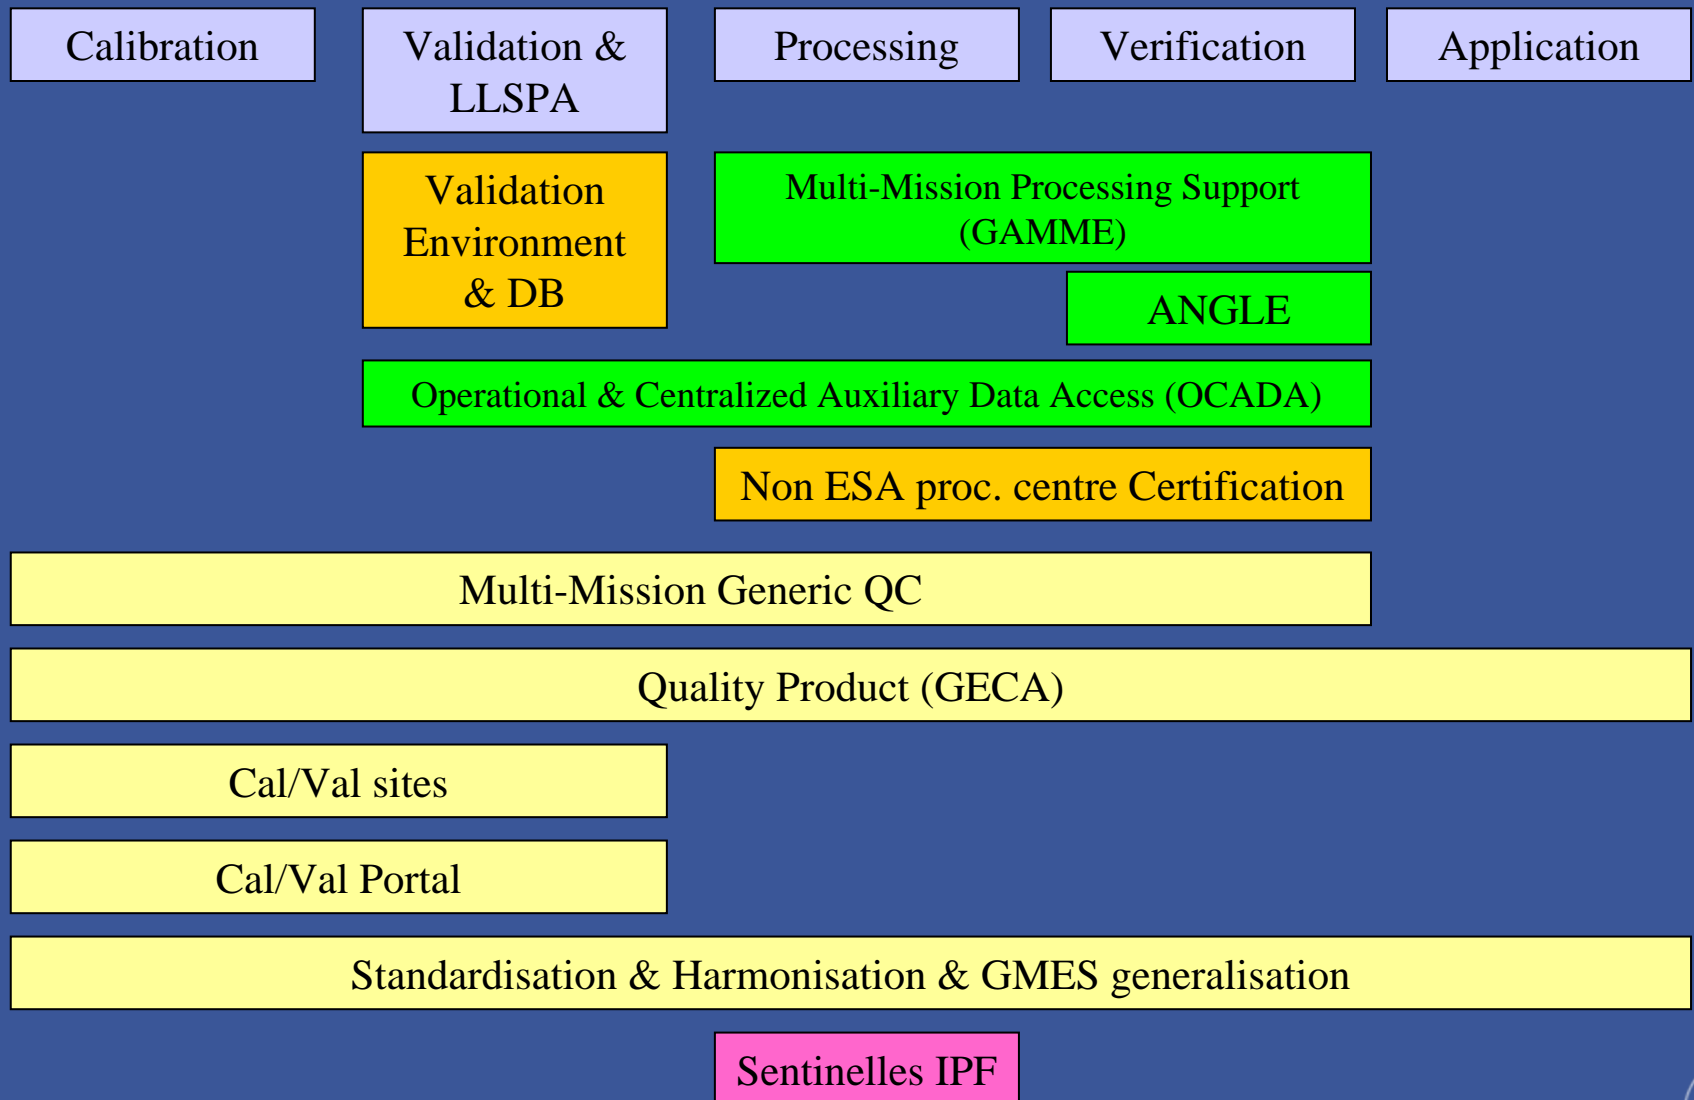 Calibration
Validation &
LLSPA
Processing
Verification
Application
Validation
Environment
& DB
Multi-Mission Processing Support
(GAMME)
ANGLE
Operational & Centralized Auxiliary Data Access (OCADA)
Non ESA proc. centre Certification
Multi-Mission Generic QC
Quality Product (GECA)
Cal/Val sites
Cal/Val Portal
Standardisation & Harmonisation & GMES generalisation
Sentinelles IPF